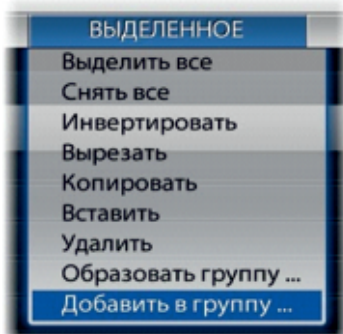 ВЫДЕЛЕННОЕ
Выделить все
Снять все
Инвертировать
Вырезать
Копировать
Вставить
Удалить
Образовать группу ...
Добавить в группу ...